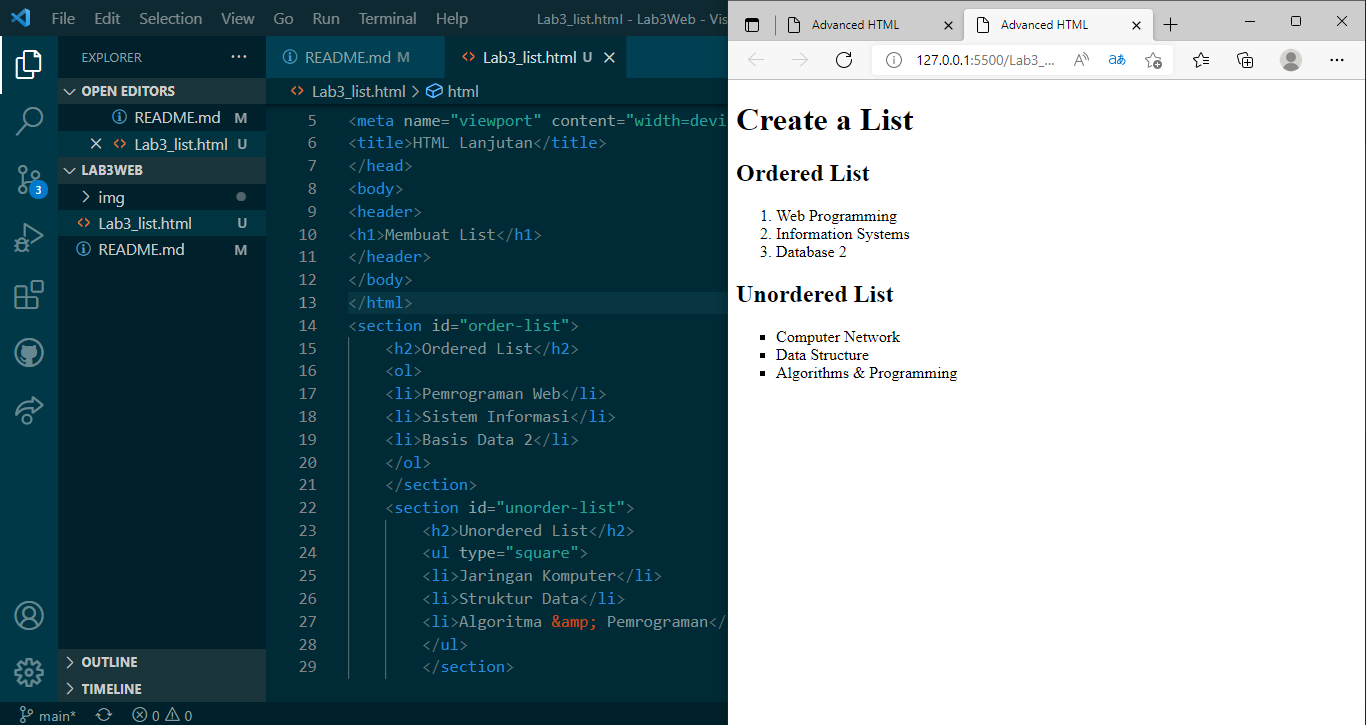 File Edit Selection View Go Run Terminal Help Lab3_list.html - Lab3Web - Vis
EXPLORER ···
OPEN EDITORS
README.md M
Lab3_list.html U
LAB3WEB
img
Lab3_list.html U
README.md M
OUTLINE
TIMELINE
3
main* 0 0
README.md M Lab3_list.html U
Lab3_list.html > html
5 <meta name="viewport" content="width=devi
6 <title>HTML Lanjutan</title>
7 </head>
8 <body>
9 <header>
10 <h1>Membuat List</h1>
11 </header>
12 </body>
13 </html>
14 <section id="order-list">
15 <h2>Ordered List</h2>
16 <ol>
17 <li>Pemrograman Web</li>
18 <li>Sistem Informasi</li>
19 <li>Basis Data 2</li>
20 </ol>
21 </section>
22 <section id="unorder-list">
23 <h2>Unordered List</h2>
24 <ul type="square">
25 <li>Jaringan Komputer</li>
26 <li>Struktur Data</li>
27 <li>Algoritma &amp; Pemrograman</
28 </ul>
29 </section>
Advanced HTML Advanced HTML
127.0.0.1:5500/Lab3_... A aあ
Create a List
Ordered List
1. Web Programming
2. Information Systems
3. Database 2
Unordered List
▪ Computer Network
▪ Data Structure
▪ Algorithms & Programming